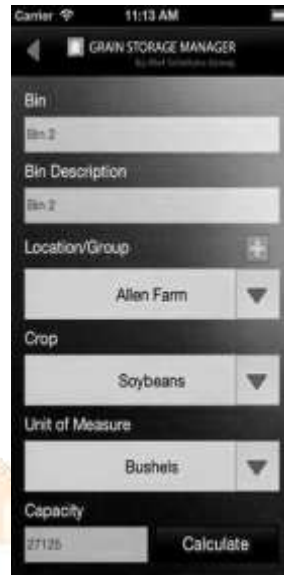 Carrier 11:13 AM
GRAIN STORAGE MANAGER
Bin
Bin 2
Bin Description
Bin 2
Location/Group
Allen Farm
Crop
Soybeans
Unit of Measure
Bushels
Capacity
27125
Calculate